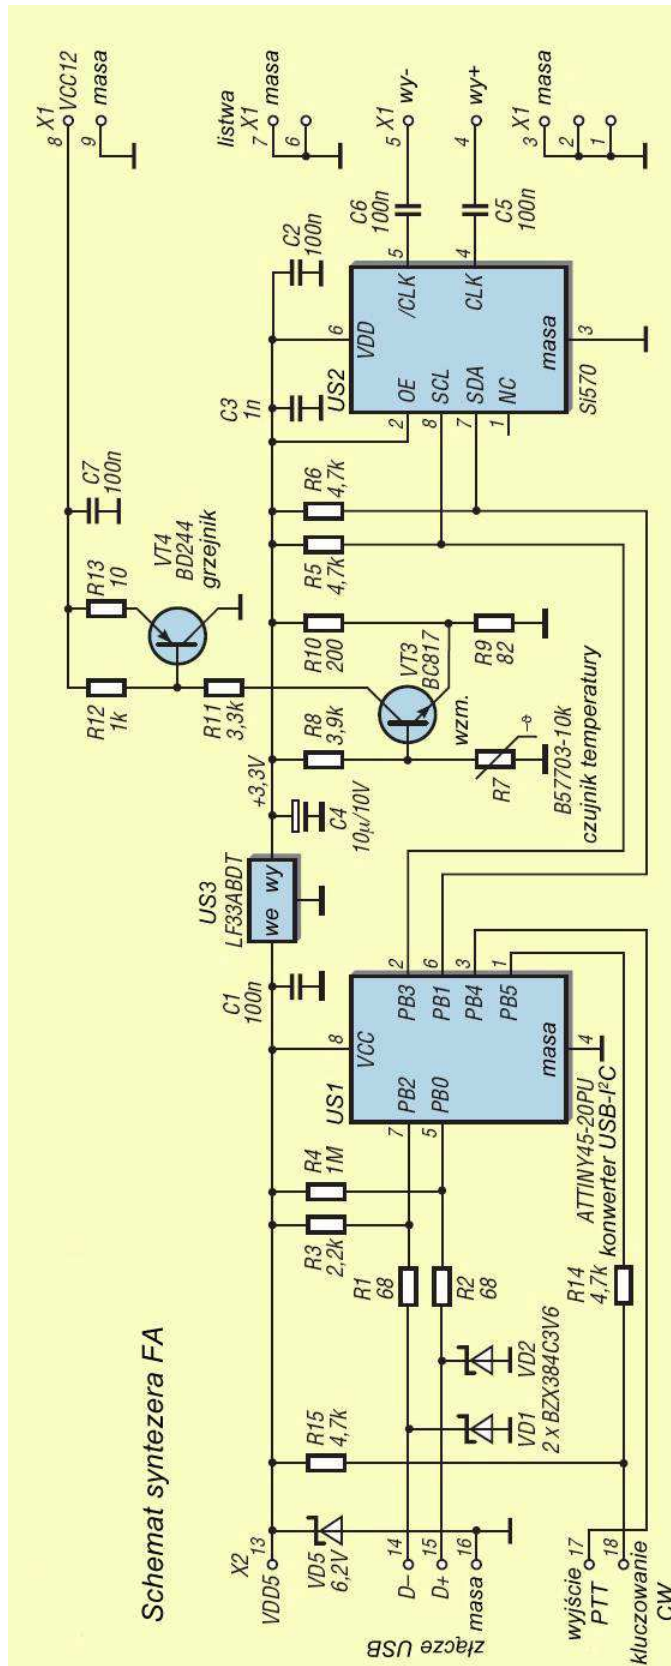 Schemat syntezera FA
X2
13
VDD5
VD5
6,2V
D–
14
D+
15
masa
16
złącze USB
wyjście
PTT
17
kluczowanie
CW
18
R15
4,7k
VD1
VD2
2 x BZX384C3V6
R1
68
R2
68
R3
2,2k
R4
1M
R14
4,7k
US1
VCC
8
7
PB2
5
PB0
PB3
2
PB1
6
PB4
3
PB5
1
masa
4
ATTINY45-20PU
konwerter USB-I²C
C1
100n
US3
LF33ABDT
we wy
C4
10µ/10V
+3,3V
R8
3,9k
R7
–ϑ
B57703-10k
czujnik temperatury
VT3
BC817
wzm.
R10
200
R9
82
R12
1k
R11
3,3k
R13
10
VT4
BD244
grzejnik
C7
100n
R5
4,7k
R6
4,7k
C3
1n
C2
100n
US2
VDD
6
2
OE
8
SCL
7
SDA
1
NC
/CLK
5
CLK
4
masa
3
Si570
C6
100n
C5
100n
X1
8
VCC12
9
masa
listwa
X1
7
6
X1
5
wy-
4
wy+
X1
3
masa
2
1